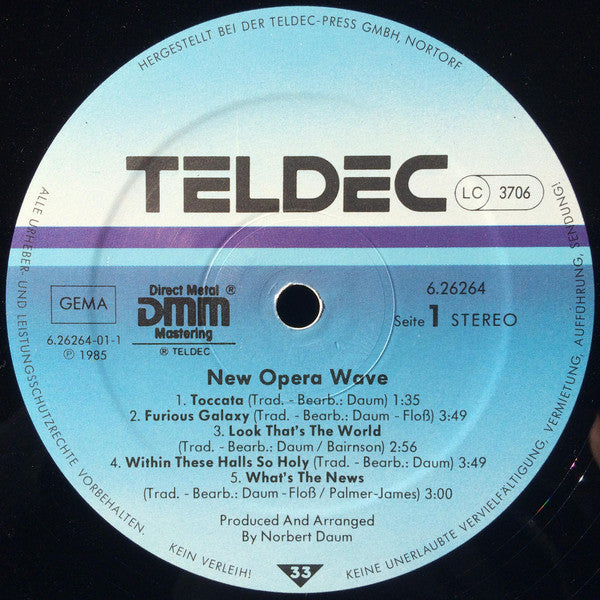 HERGESTELLT BEI DER TELDEC-PRESS GMBH, NORTORF
TELDEC
LC 3706
GEMA
6.26264-01-1
Ⓟ 1985
Direct Metal ®
DMM
Mastering
® TELDEC
6.26264
Seite 1 STEREO
New Opera Wave
1. Toccata (Trad. - Bearb.: Daum) 1:35
2. Furious Galaxy (Trad. - Bearb.: Daum - Floß) 3:49
3. Look That's The World
(Trad. - Bearb.: Daum / Bairnson) 2:56
4. Within These Halls So Holy (Trad. - Bearb.: Daum) 3:49
5. What's The News
(Trad. - Bearb.: Daum - Floß / Palmer-James) 3:00
Produced And Arranged
By Norbert Daum
33
ALLE URHEBER- UND LEISTUNGSSCHUTZRECHTE VORBEHALTEN.
KEIN VERLEIH!
KEINE UNERLAUBTE VERVIELFÄLTIGUNG, VERMIETUNG, AUFFÜHRUNG, SENDUNG!